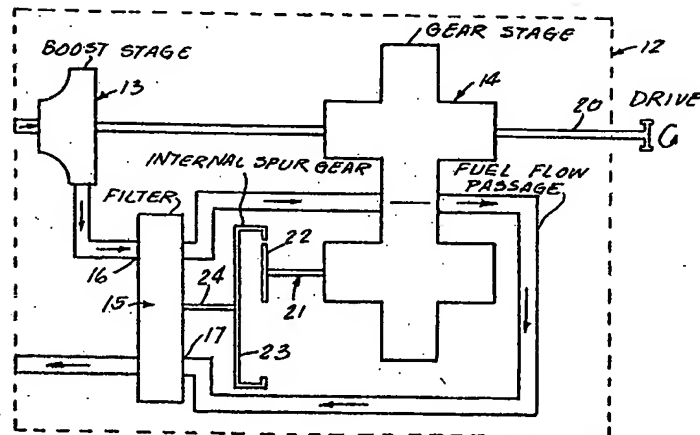 BOOST STAGE
13
GEAR STAGE
14
12
20
DRIVE
INTERNAL SPUR GEAR
FUEL FLOW
PASSAGE
FILTER
16
22
24
15
21
17
23